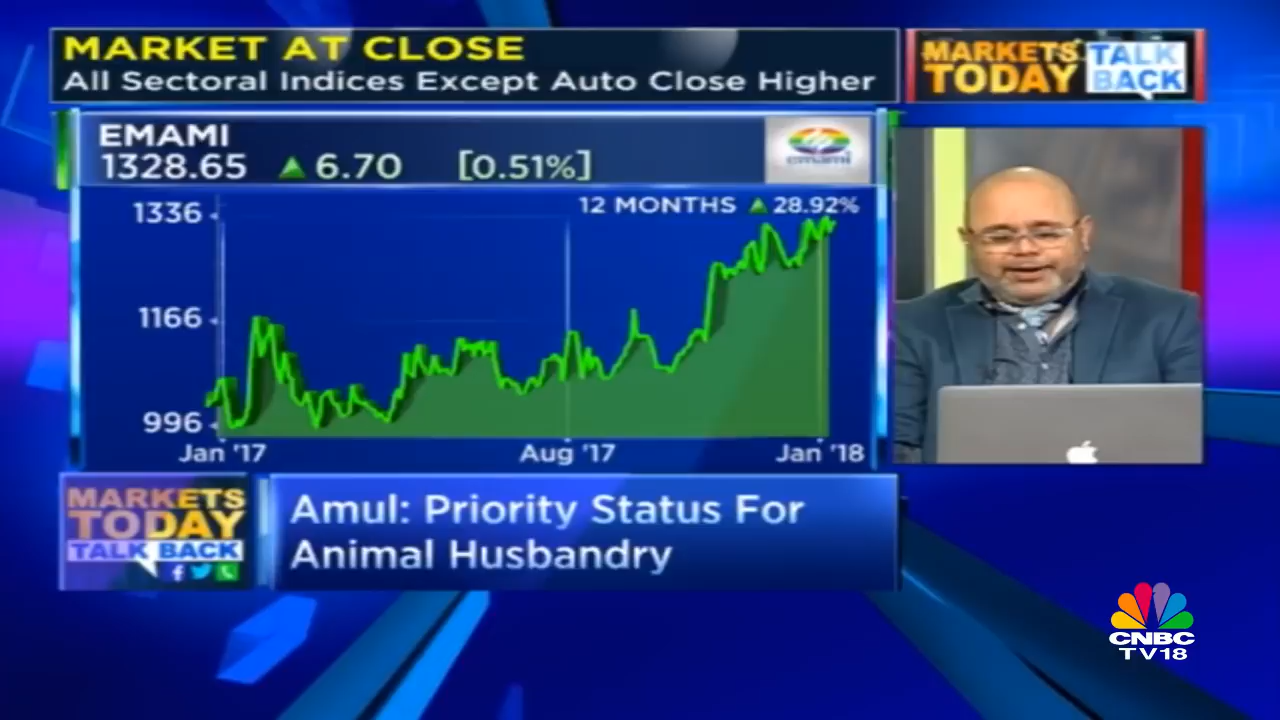 MARKET AT CLOSE
All Sectoral Indices Except Auto Close Higher
MARKETS TODAY
TALK BACK
EMAMI
1328.65 ▲ 6.70 [0.51%]
emami
12 MONTHS ▲ 28.92%
1336
1166
996
Jan '17 Aug '17 Jan '18
MARKETS
TODAY
TALK BACK
Amul: Priority Status For
Animal Husbandry
CNBC
TV18